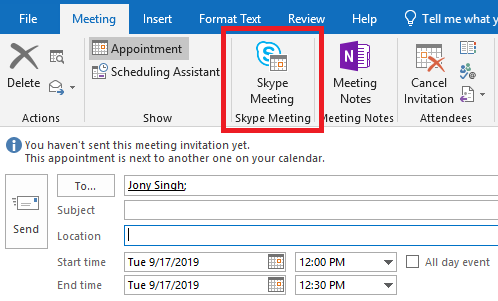 File Meeting Insert Format Text Review Help Tell me what y
Delete
Actions
Appointment
Scheduling Assistant
Show
Skype
Meeting
Skype Meeting
Meeting
Notes
Meeting Notes
Cancel
Invitation
Attendees
You haven't sent this meeting invitation yet.
This appointment is next to another one on your calendar.
Send
To... Jony Singh;
Subject
Location
Start time Tue 9/17/2019 12:00 PM All day event
End time Tue 9/17/2019 12:30 PM